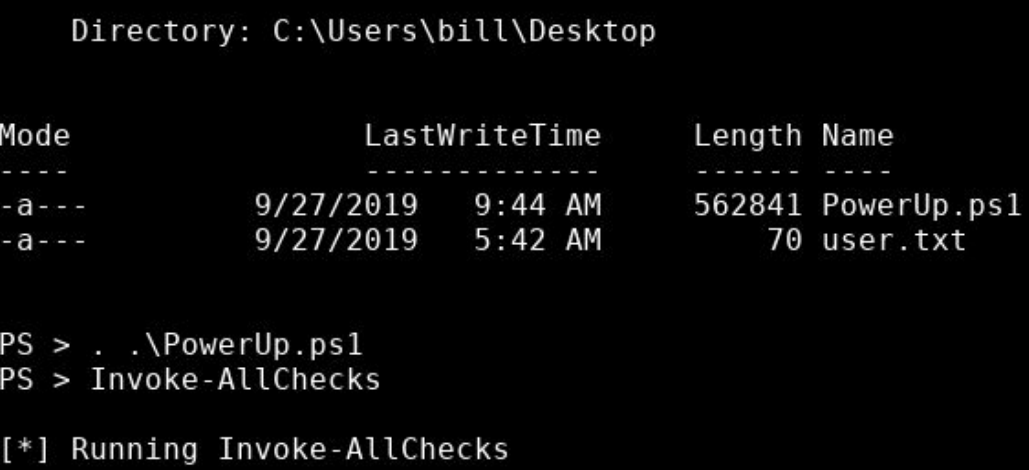 Directory: C:\Users\bill\Desktop
Mode LastWriteTime Length Name
---- ------------- ------ ----
-a--- 9/27/2019 9:44 AM 562841 PowerUp.ps1
-a--- 9/27/2019 5:42 AM 70 user.txt
PS > . .\PowerUp.ps1
PS > Invoke-AllChecks
[*] Running Invoke-AllChecks